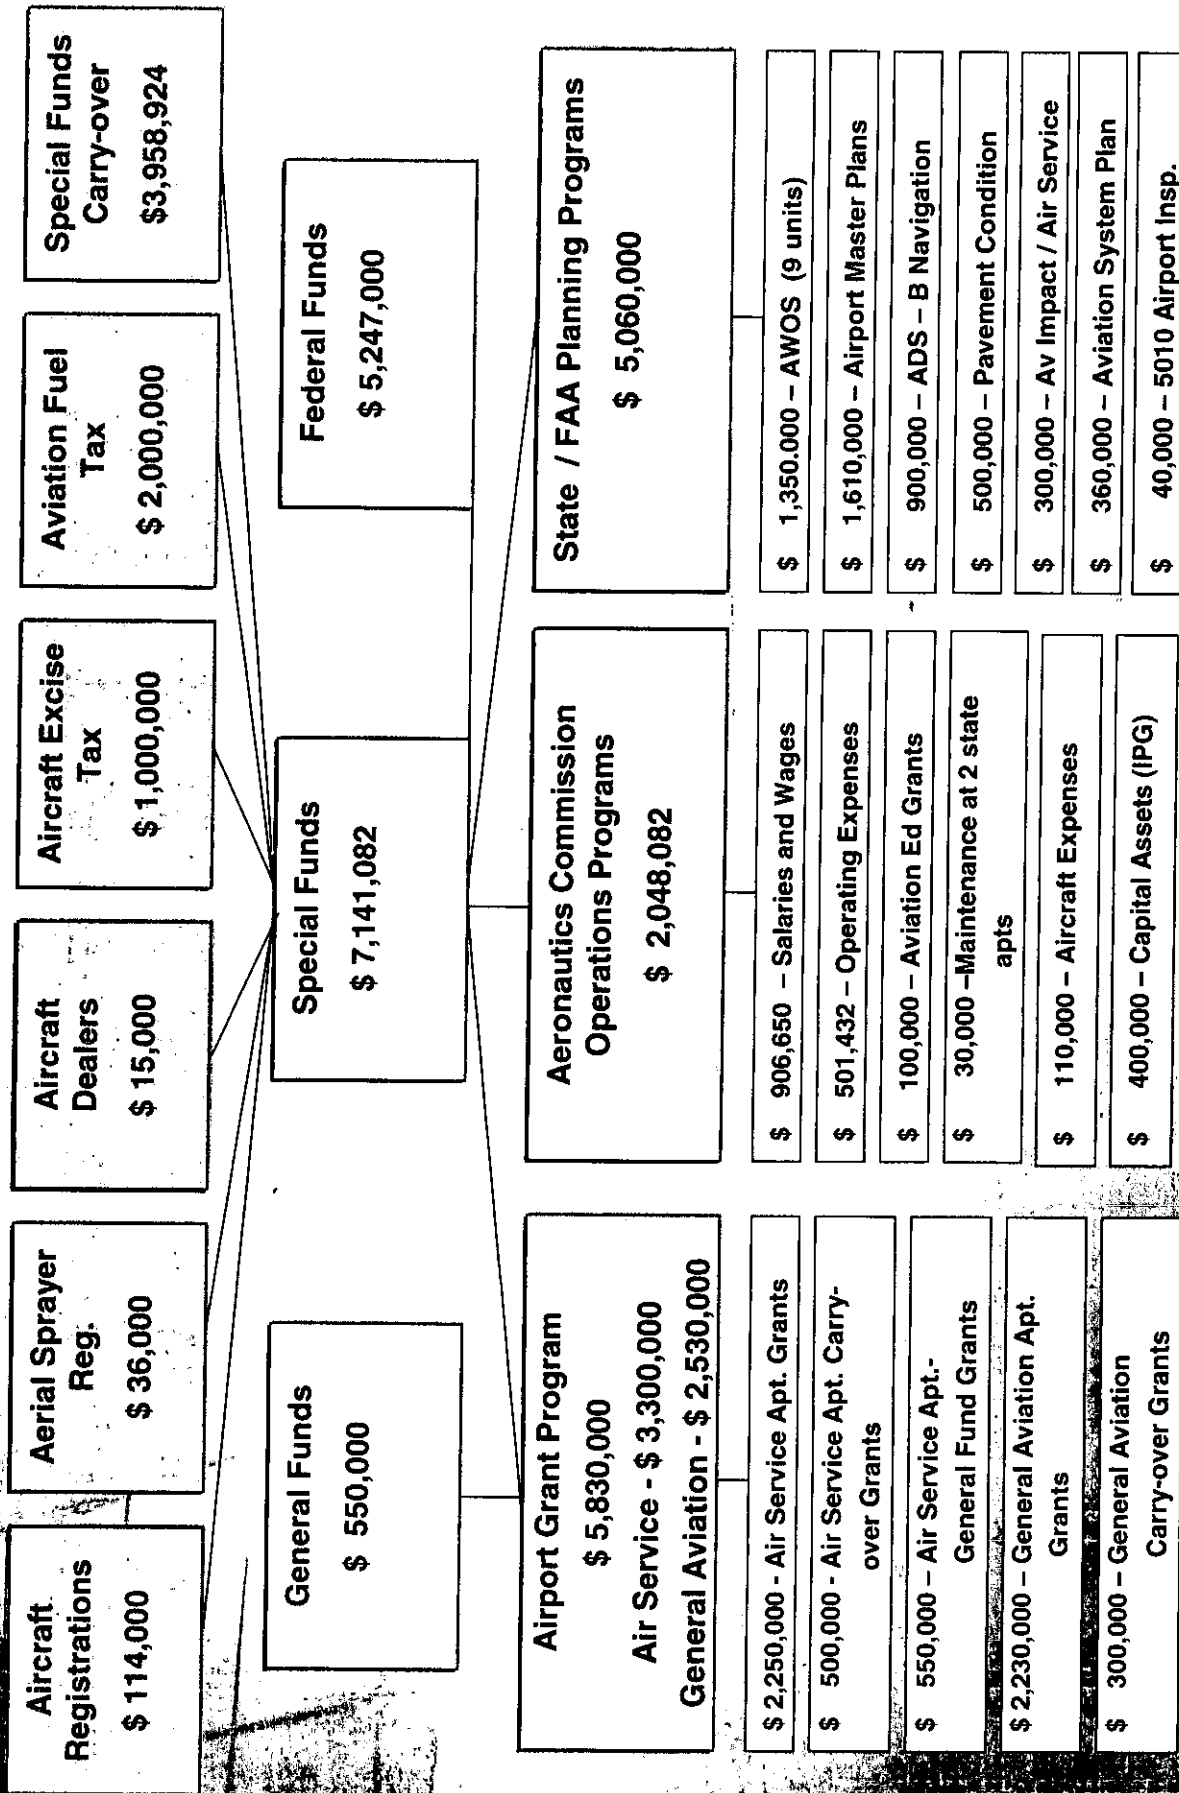 Aircraft
Registrations
$ 114,000
Aerial Sprayer
Reg.
$ 36,000
Aircraft
Dealers
$ 15,000
Aircraft Excise
Tax
$ 1,000,000
Aviation Fuel
Tax
$ 2,000,000
Special Funds
Carry-over
$3,958,924
General Funds
$ 550,000
Special Funds
$ 7,141,082
Federal Funds
$ 5,247,000
Airport Grant Program
$ 5,830,000
Air Service - $ 3,300,000
General Aviation - $ 2,530,000
$ 2,250,000 - Air Service Apt. Grants
$ 500,000 - Air Service Apt. Carry-
over Grants
$ 550,000 – Air Service Apt.-
General Fund Grants
$ 2,230,000 – General Aviation Apt.
Grants
$ 300,000 – General Aviation
Carry-over Grants
Aeronautics Commission
Operations Programs
$ 2,048,082
$ 906,650 – Salaries and Wages
$ 501,432 – Operating Expenses
$ 100,000 – Aviation Ed Grants
$ 30,000 –Maintenance at 2 state
apts
$ 110,000 – Aircraft Expenses
$ 400,000 – Capital Assets (IPG)
State / FAA Planning Programs
$ 5,060,000
$ 1,350.000 – AWOS (9 units)
$ 1,610,000 – Airport Master Plans
$ 900,000 – ADS – B Navigation
$ 500,000 – Pavement Condition
$ 300,000 – Av Impact / Air Service
$ 360,000 – Aviation System Plan
$ 40,000 – 5010 Airport Insp.